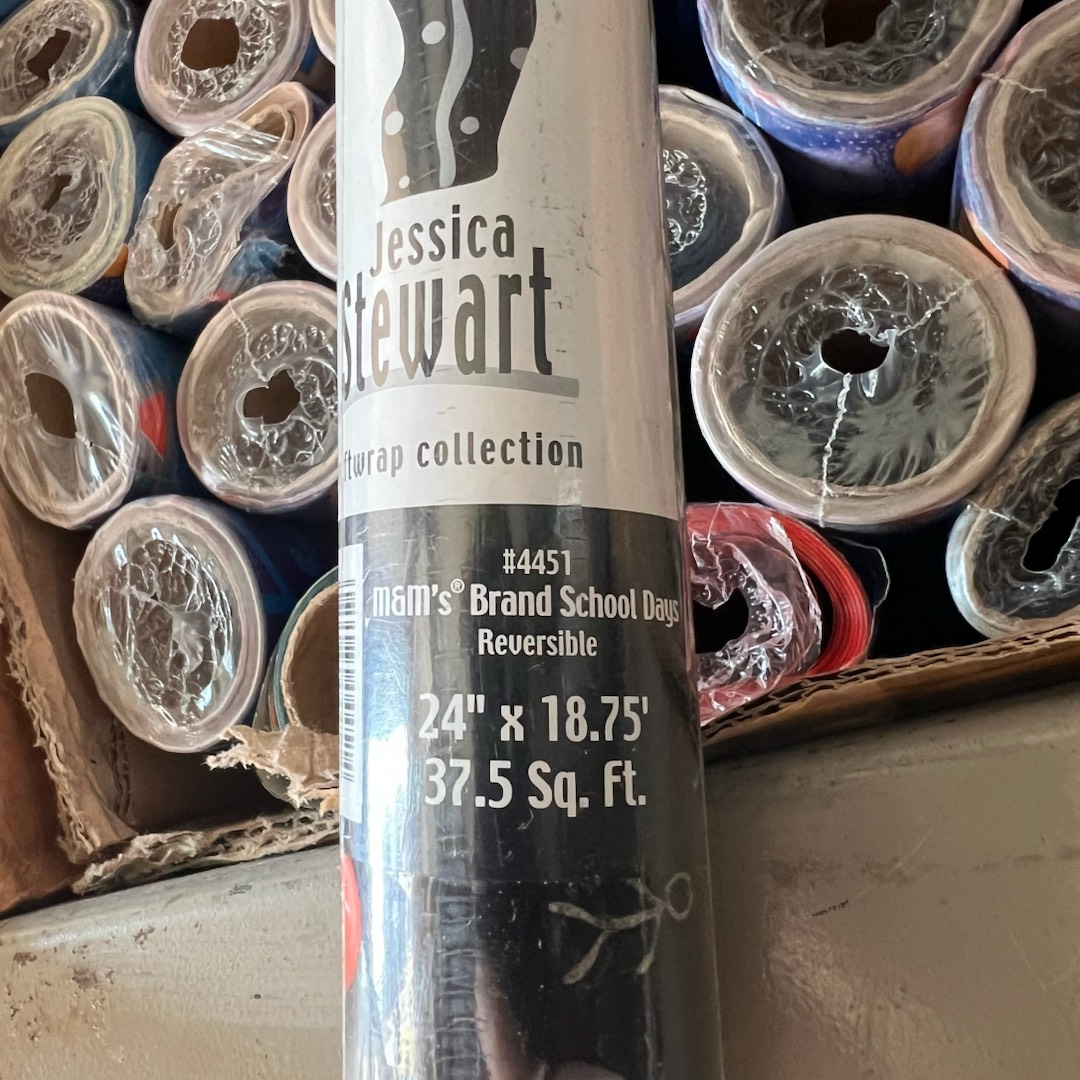 Jessica
Stewart
ftwrap collection
#4451
M&M's® Brand School Days
Reversible
24" x 18.75'
37.5 Sq. Ft.